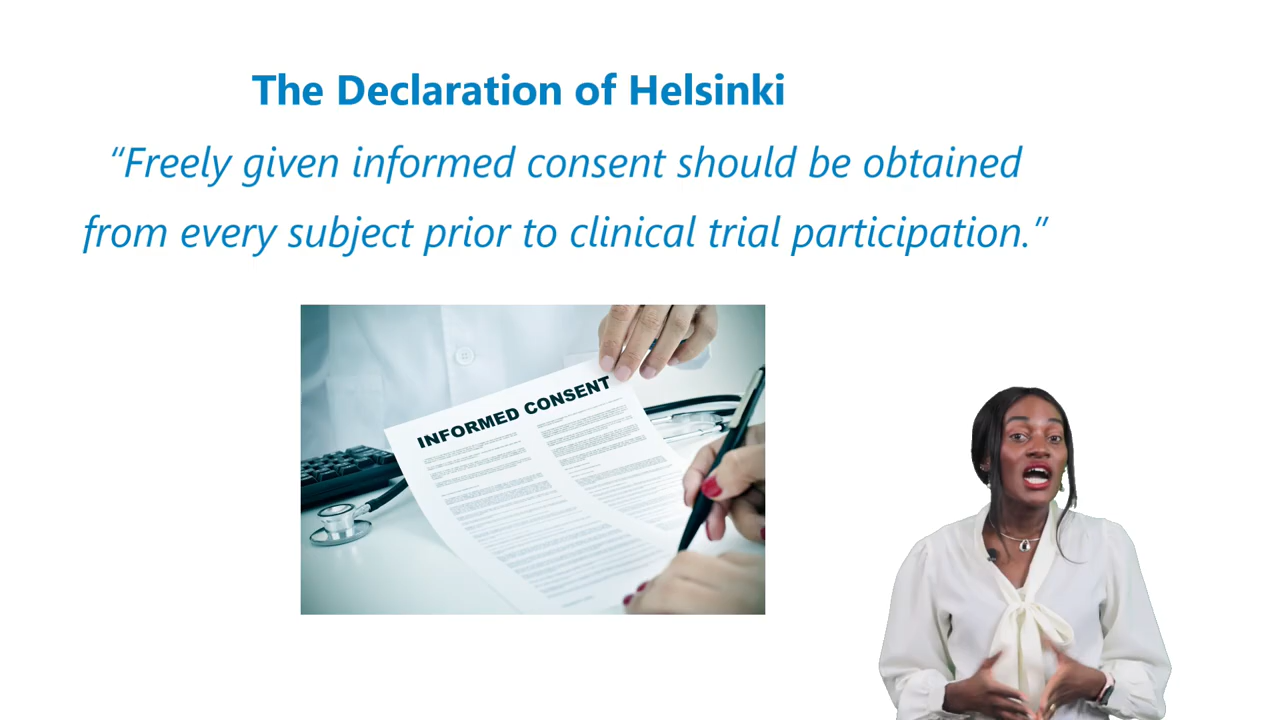 The Declaration of Helsinki
“Freely given informed consent should be obtained
from every subject prior to clinical trial participation.”
INFORMED CONSENT